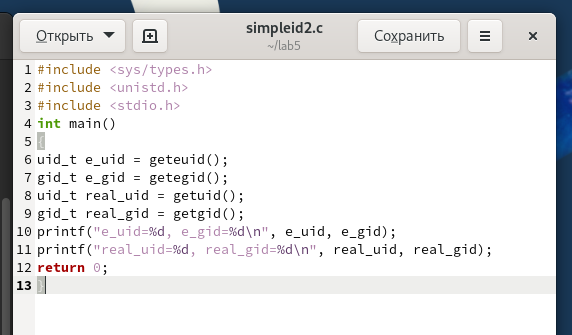 Открыть
simpleid2.c
~/lab5
Сохранить
1 #include <sys/types.h>
2 #include <unistd.h>
3 #include <stdio.h>
4 int main()
5 {
6 uid_t e_uid = geteuid();
7 gid_t e_gid = getegid();
8 uid_t real_uid = getuid();
9 gid_t real_gid = getgid();
10 printf("e_uid=%d, e_gid=%d\n", e_uid, e_gid);
11 printf("real_uid=%d, real_gid=%d\n", real_uid, real_gid);
12 return 0;
13 }